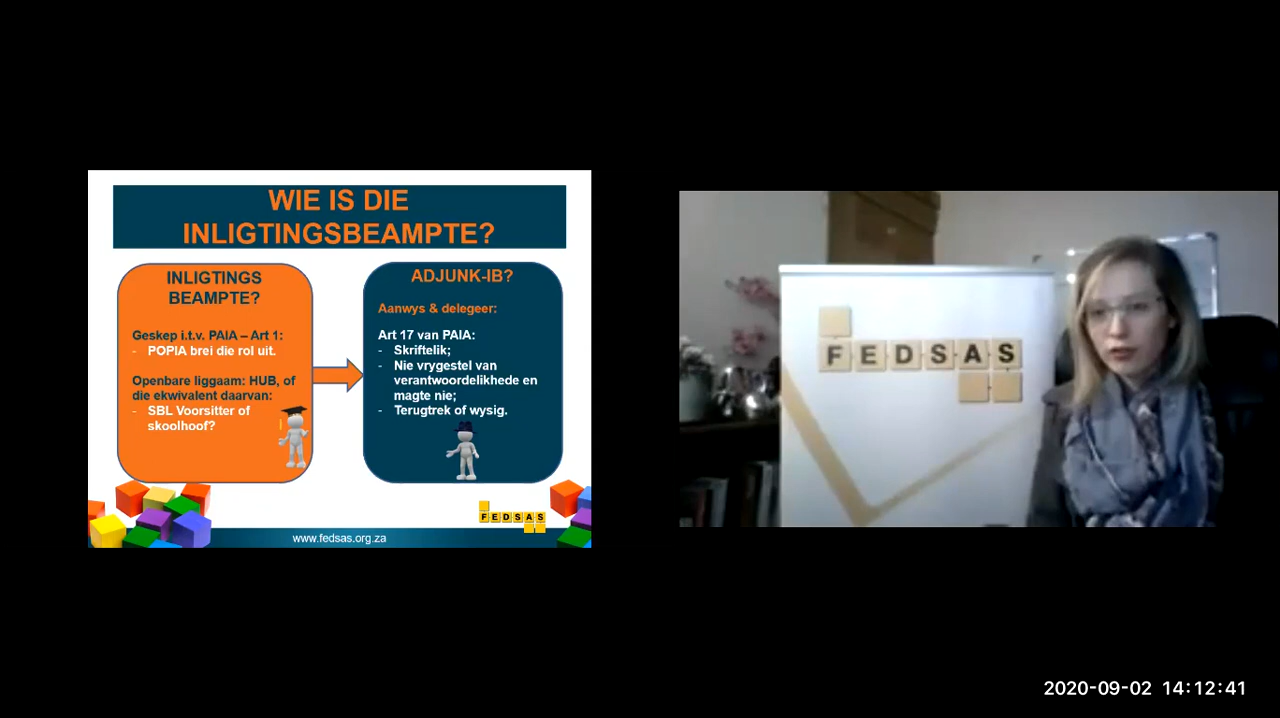 WIE IS DIE
INLIGTINGSBEAMPTE?
INLIGTINGS
BEAMPTE?
Geskep i.t.v. PAIA – Art 1:
- POPIA brei die rol uit.
Openbare liggaam: HUB, of
die ekwivalent daarvan:
- SBL Voorsitter of
skoolhoof?
ADJUNK-IB?
Aanwys & delegeer:
Art 17 van PAIA:
- Skriftelik;
- Nie vrygestel van
verantwoordelikhede en
magte nie;
- Terugtrek of wysig.
FEDSAS
www.fedsas.org.za
FEDSAS
2020-09-02 14:12:41